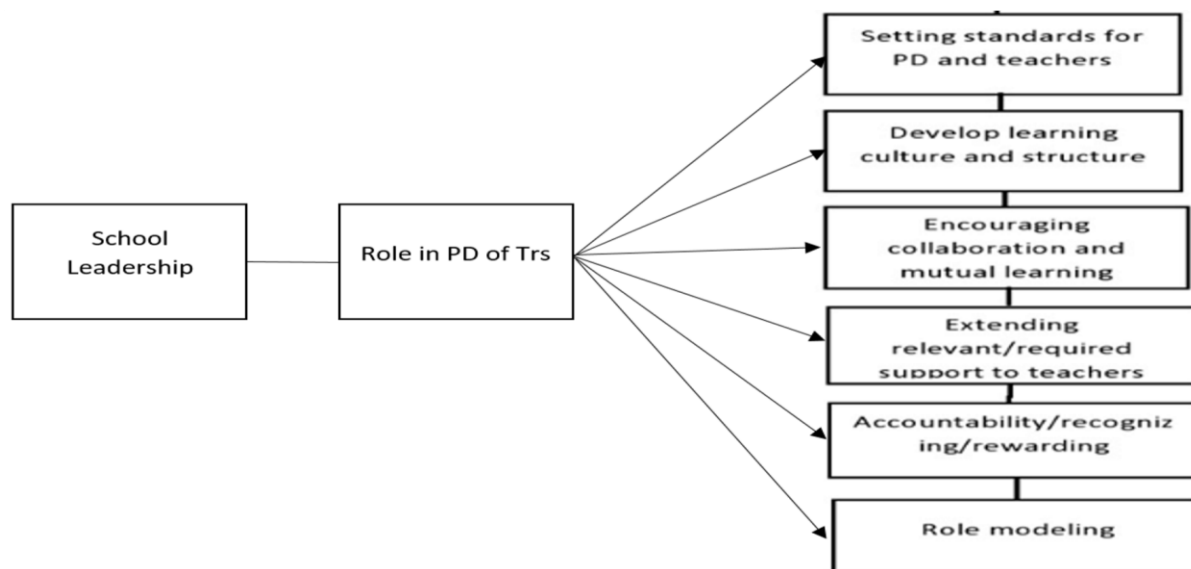 School
Leadership
Role in PD of Trs
Setting standards for
PD and teachers
Develop learning
culture and structure
Encouraging
collaboration and
mutual learning
Extending
relevant/required
support to teachers
Accountability/recogniz
ing/rewarding
Role modeling